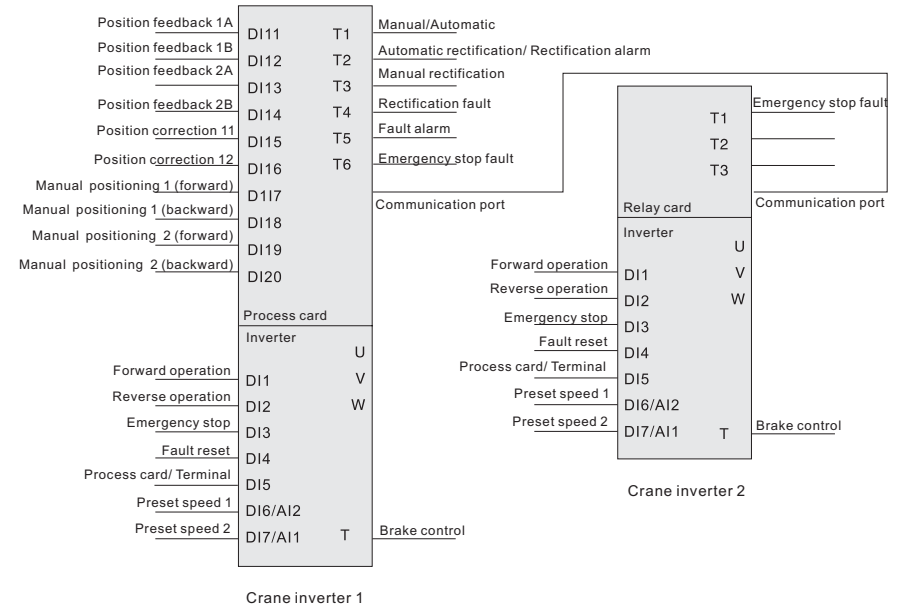 Position feedback 1A
DI11
T1
Manual/Automatic
Position feedback 1B
DI12
T2
Automatic rectification/ Rectification alarm
Position feedback 2A
DI13
T3
Manual rectification
Position feedback 2B
DI14
T4
Rectification fault
Position correction 11
DI15
T5
Fault alarm
Position correction 12
DI16
T6
Emergency stop fault
Manual positioning 1 (forward)
D1I7
Communication port
Manual positioning 1 (backward)
DI18
Manual positioning 2 (forward)
DI19
Manual positioning 2 (backward)
DI20
Process card
Inverter
U
Forward operation
DI1
V
Reverse operation
DI2
W
Emergency stop
DI3
Fault reset
DI4
Process card/ Terminal
DI5
Preset speed 1
DI6/AI2
Preset speed 2
DI7/AI1
T
Brake control
Crane inverter 1
T1
Emergency stop fault
T2
T3
Relay card
Communication port
Inverter
U
Forward operation
DI1
V
Reverse operation
DI2
W
Emergency stop
DI3
Fault reset
DI4
Process card/ Terminal
DI5
Preset speed 1
DI6/AI2
Preset speed 2
DI7/AI1
T
Brake control
Crane inverter 2